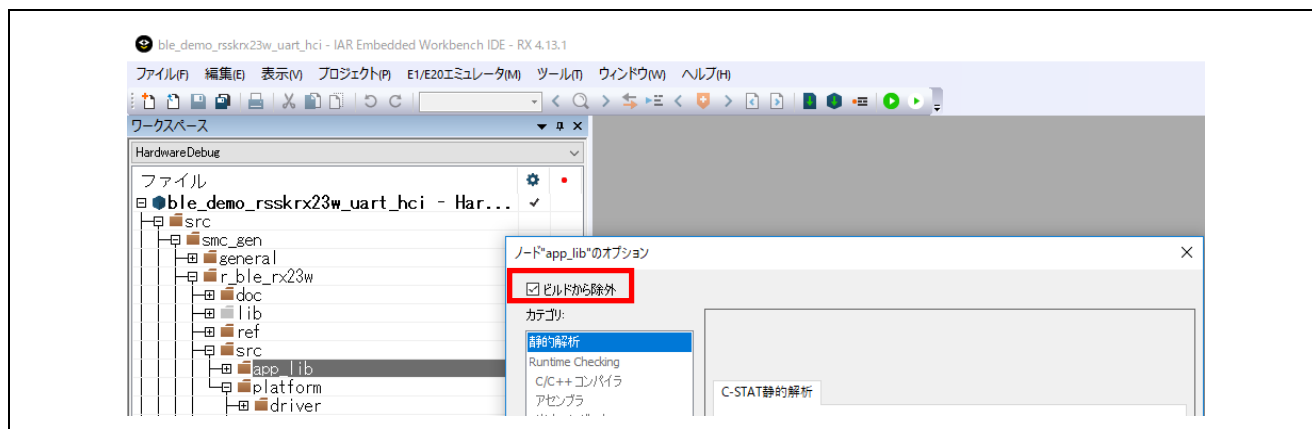 ble_demo_rsskrx23w_uart_hci - IAR Embedded Workbench IDE - RX 4.13.1
ファイル(F) 編集(E) 表示(V) プロジェクト(P) E1/E20エミュレータ(M) ツール(T) ウィンドウ(W) ヘルプ(H)
ワークスペース
HardwareDebug
ファイル
ble_demo_rsskrx23w_uart_hci - Har...
src
smc_gen
general
r_ble_rx23w
doc
lib
ref
src
app_lib
platform
driver
ノード"app_lib"のオプション
ビルドから除外
カテゴリ:
静的解析
Runtime Checking
C/C++ コンパイラ
アセンブラ
C-STAT静的解析